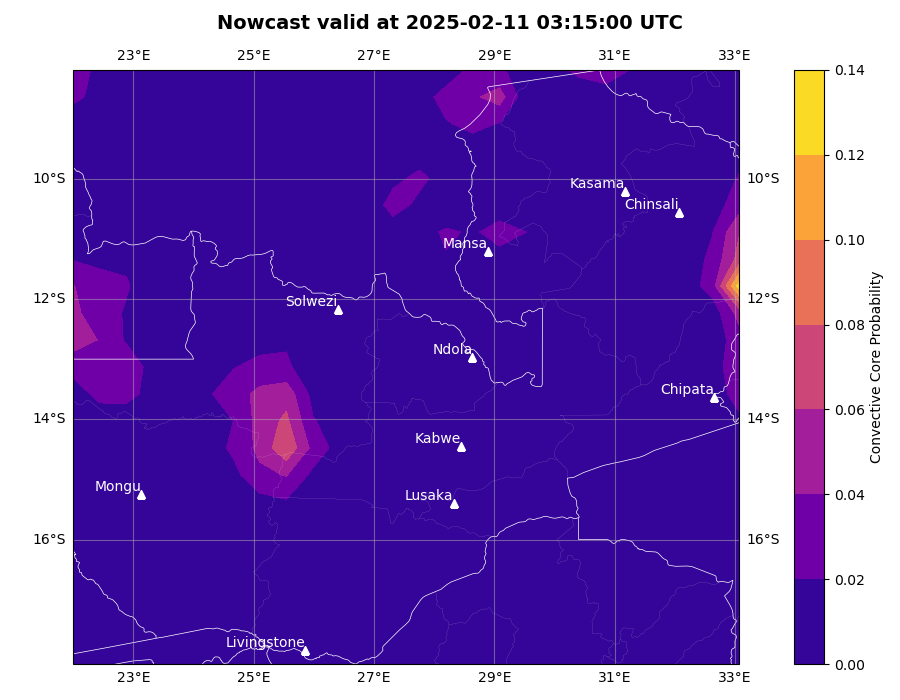 Nowcast valid at 2025-02-11 03:15:00 UTC
23°E 25°E 27°E 29°E 31°E 33°E
0.14
0.12
10°S 10°S
Kasama
Chinsali
0.10
Mansa
12°S 12°S
Solwezi
0.08
Ndola
Convective Core Probability
Chipata
0.06
14°S 14°S
Kabwe
Mongu
0.04
Lusaka
16°S 16°S
0.02
Livingstone
0.00
23°E 25°E 27°E 29°E 31°E 33°E